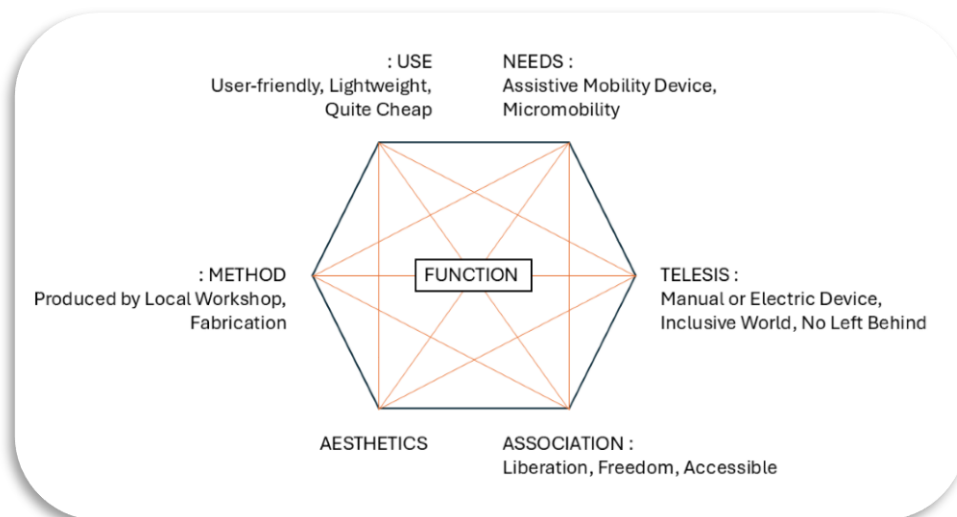 : USE
User-friendly, Lightweight,
Quite Cheap
NEEDS :
Assistive Mobility Device,
Micromobility
: METHOD
Produced by Local Workshop,
Fabrication
FUNCTION
TELESIS :
Manual or Electric Device,
Inclusive World, No Left Behind
AESTHETICS
ASSOCIATION :
Liberation, Freedom, Accessible